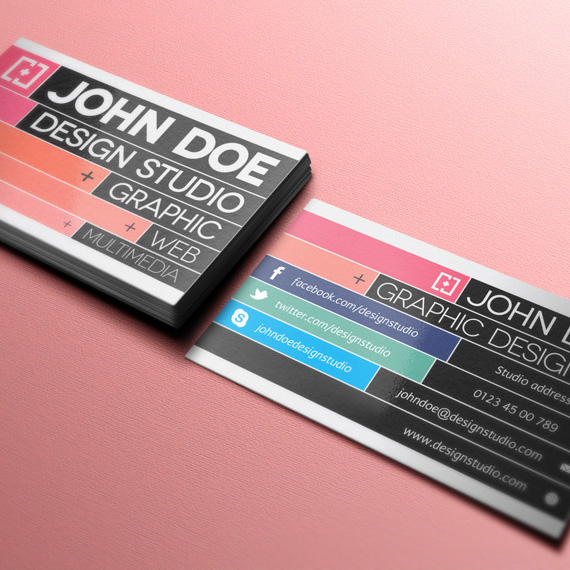 JOHN DOE
DESIGN STUDIO
+ GRAPHIC
+ WEB
+ MULTIMEDIA
JOHN D
+ GRAPHIC DESIGN
f facebook.com/designstudio
twitter.com/designstudio
S johndoedesignstudio
Studio address
0123 45 00 789
johndoe@designstudio.com
www.designstudio.com